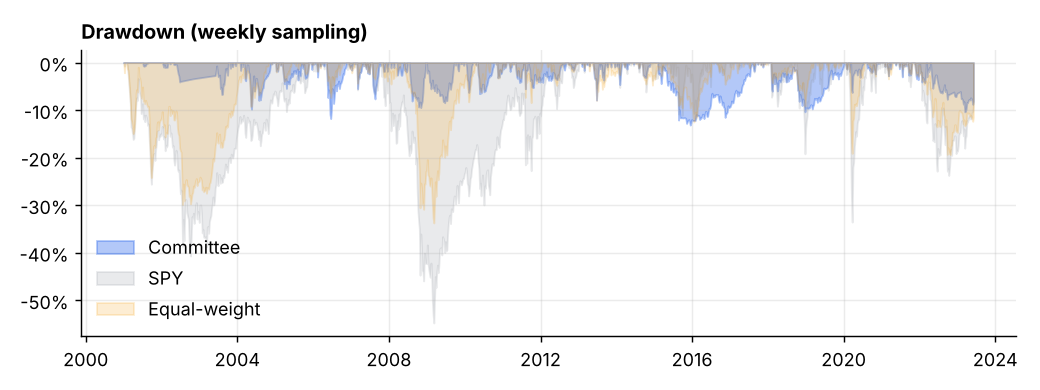 Drawdown (weekly sampling)
0%
-10%
-20%
-30%
-40%
-50%
Committee
SPY
Equal-weight
2000 2004 2008 2012 2016 2020 2024